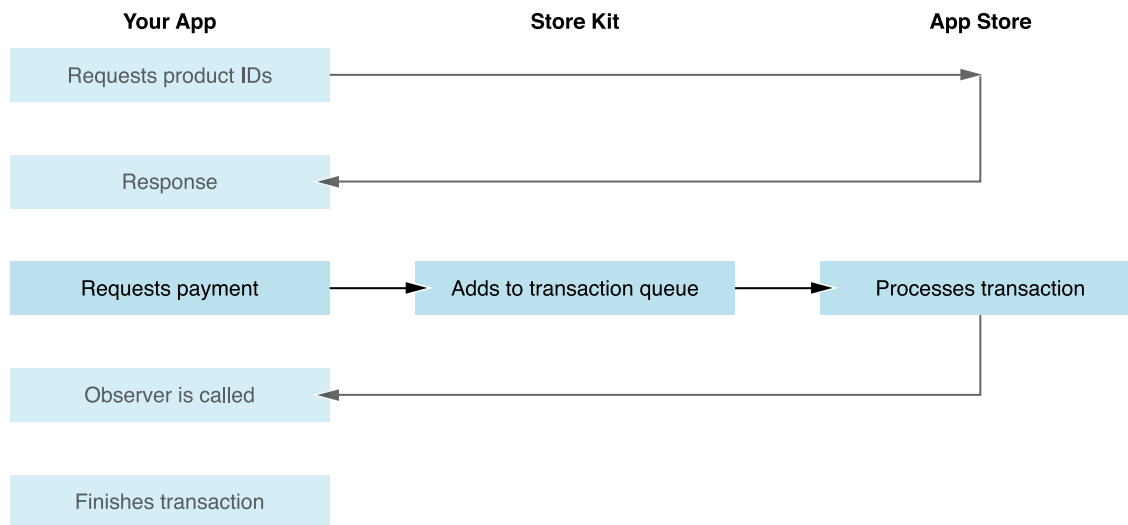 Your App
Store Kit
App Store
Requests product IDs
Response
Requests payment
Adds to transaction queue
Processes transaction
Observer is called
Finishes transaction